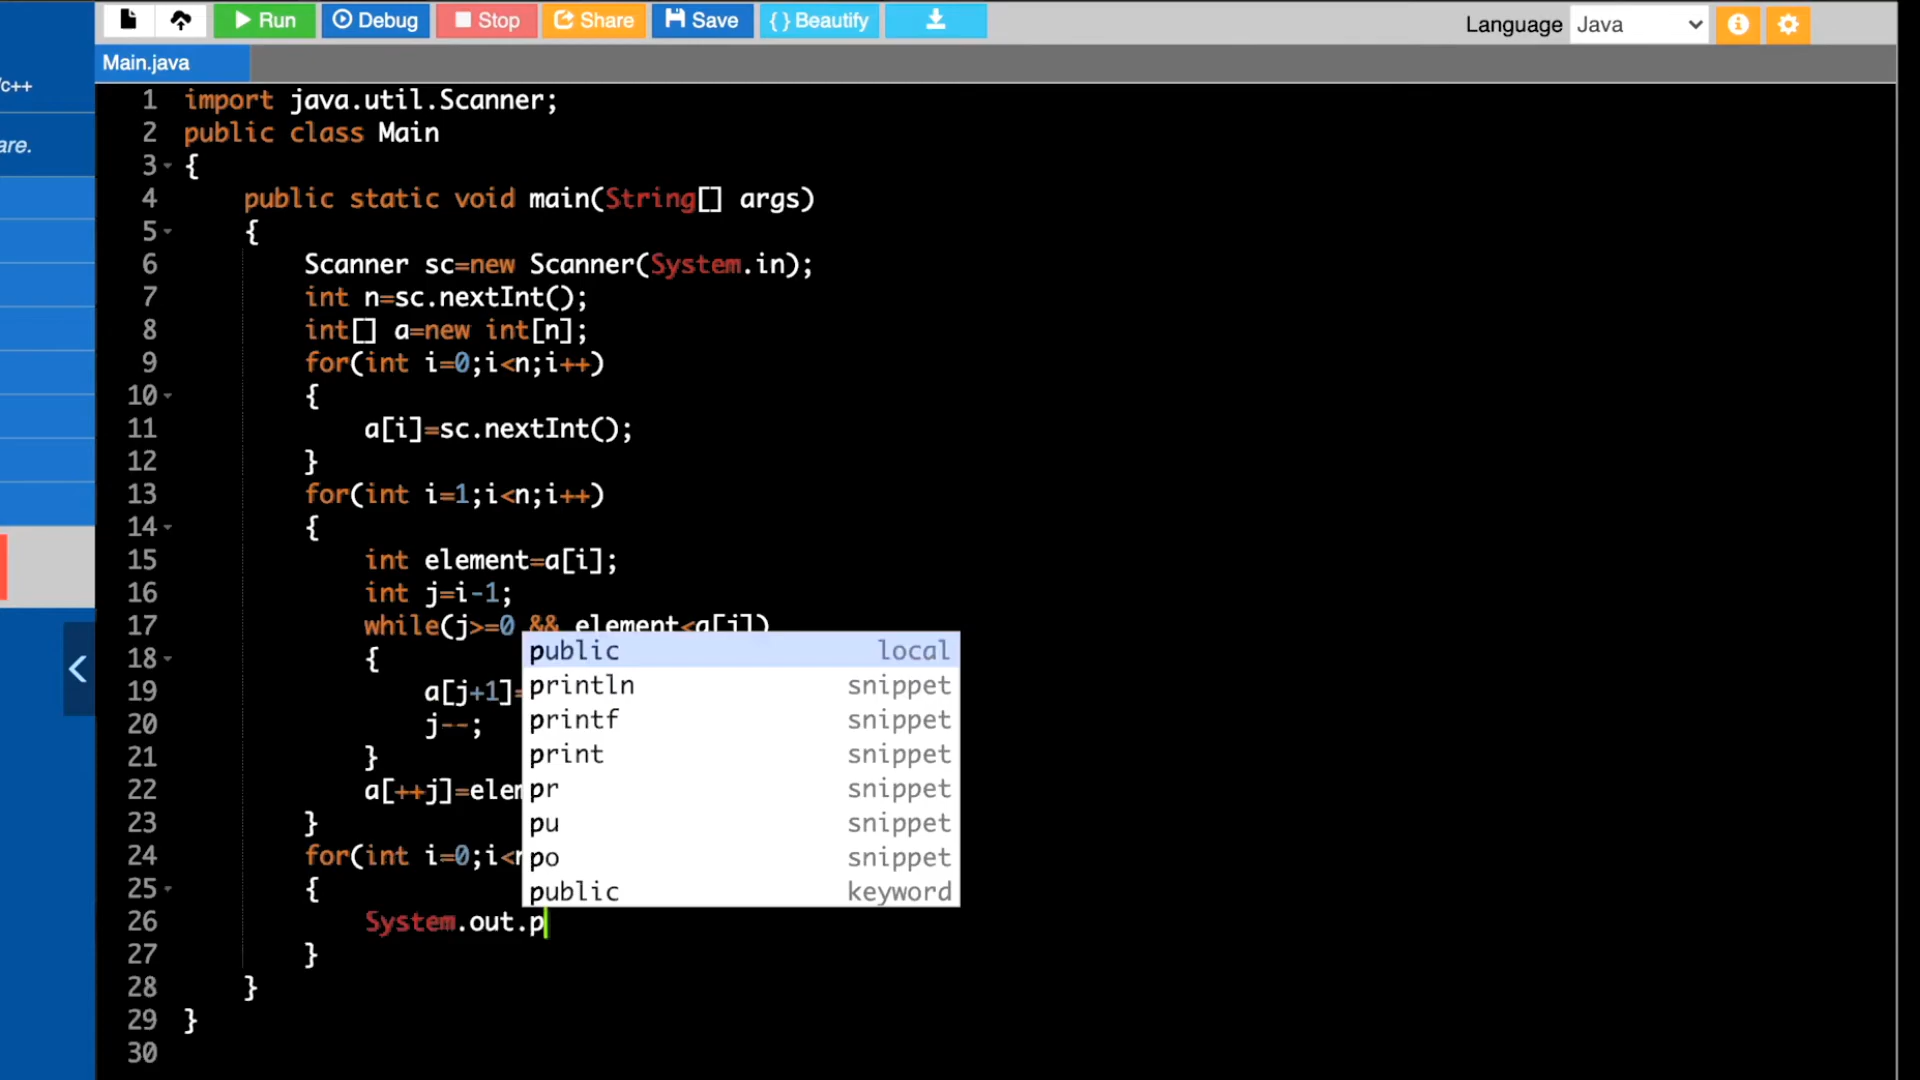 Run Debug Stop Share Save { } Beautify Language Java
Main.java
/c++
are.
1 import java.util.Scanner;
2 public class Main
3 {
4 public static void main(String[] args)
5 {
6 Scanner sc=new Scanner(System.in);
7 int n=sc.nextInt();
8 int[] a=new int[n];
9 for(int i=0;i<n;i++)
10 {
11 a[i]=sc.nextInt();
12 }
13 for(int i=1;i<n;i++)
14 {
15 int element=a[i];
16 int j=i-1;
17 while(j>=0 && element<a[j])
18 {
19 a[j+1]=
20 j--;
21 }
22 a[++j]=elem
23 }
24 for(int i=0;i<n
25 {
26 System.out.p
27 }
28 }
29 }
30
public local
println snippet
printf snippet
print snippet
pr snippet
pu snippet
po snippet
public keyword